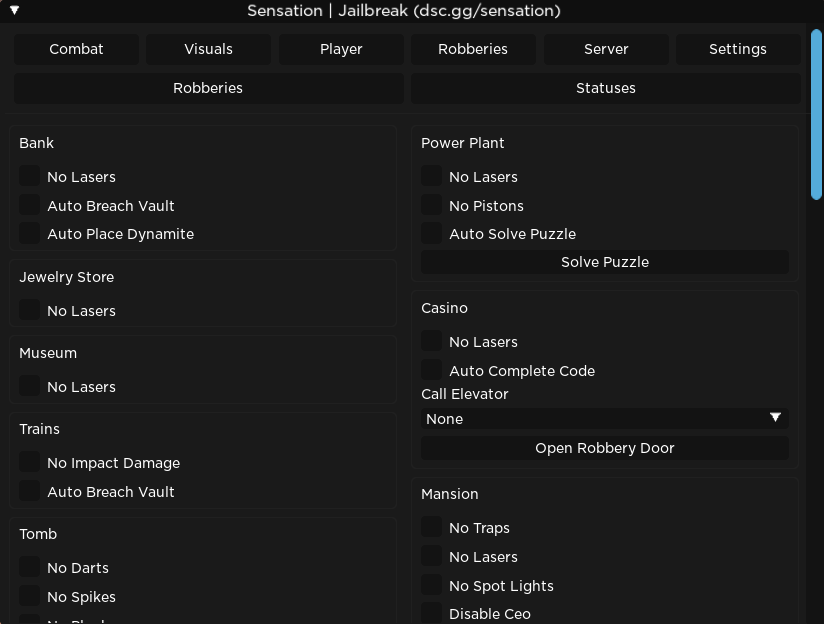 Sensation | Jailbreak (dsc.gg/sensation)
Combat Visuals Player Robberies Server Settings
Robberies Statuses
Bank
No Lasers
Auto Breach Vault
Auto Place Dynamite
Jewelry Store
No Lasers
Museum
No Lasers
Trains
No Impact Damage
Auto Breach Vault
Tomb
No Darts
No Spikes
Power Plant
No Lasers
No Pistons
Auto Solve Puzzle
Solve Puzzle
Casino
No Lasers
Auto Complete Code
Call Elevator
None
Open Robbery Door
Mansion
No Traps
No Lasers
No Spot Lights
Disable Ceo